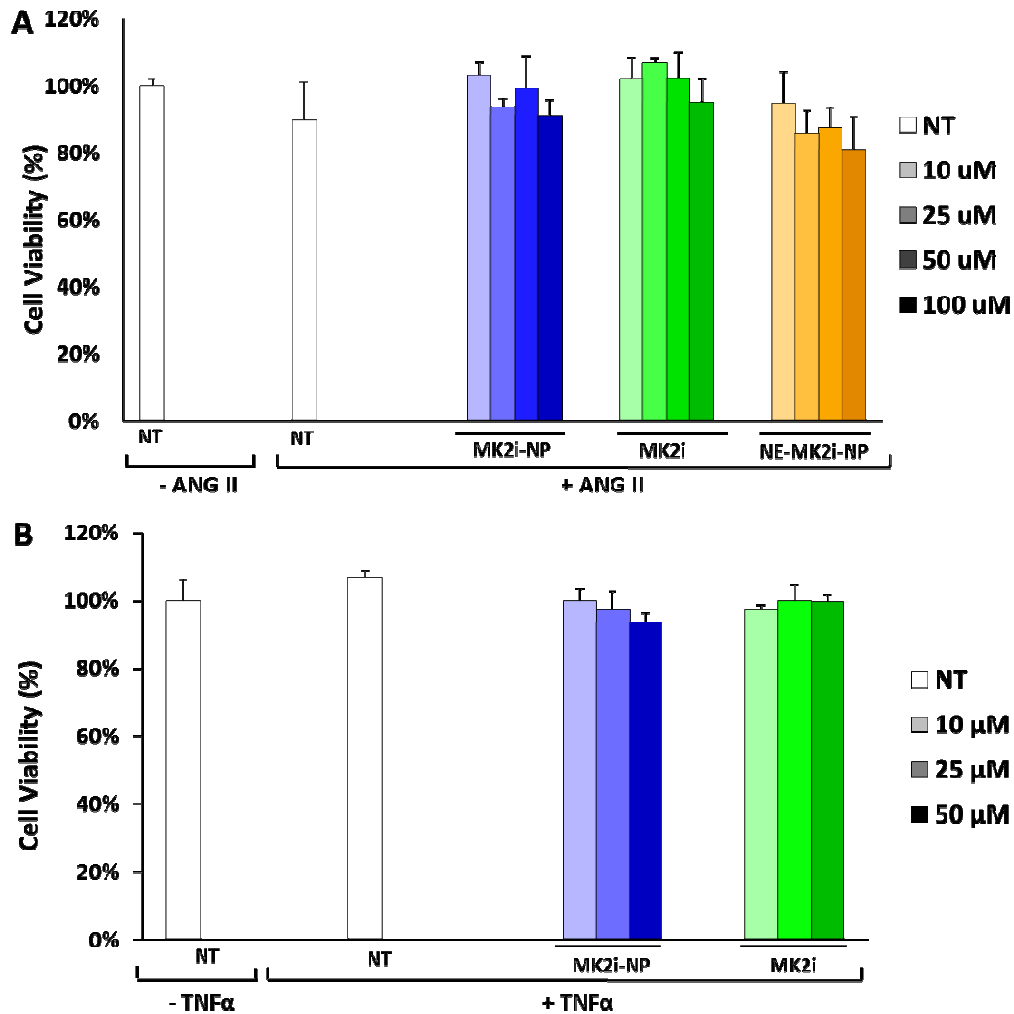 A
120%
100%
80%
60%
40%
20%
0%
Cell Viability (%)
NT
10 uM
25 uM
50 uM
100 uM
NT
NT
MK2i-NP
MK2i
NE-MK2i-NP
- ANG II
+ ANG II
B
120%
100%
80%
60%
40%
20%
0%
Cell Viability (%)
NT
10 µM
25 µM
50 µM
NT
NT
MK2i-NP
MK2i
- TNFα
+ TNFα